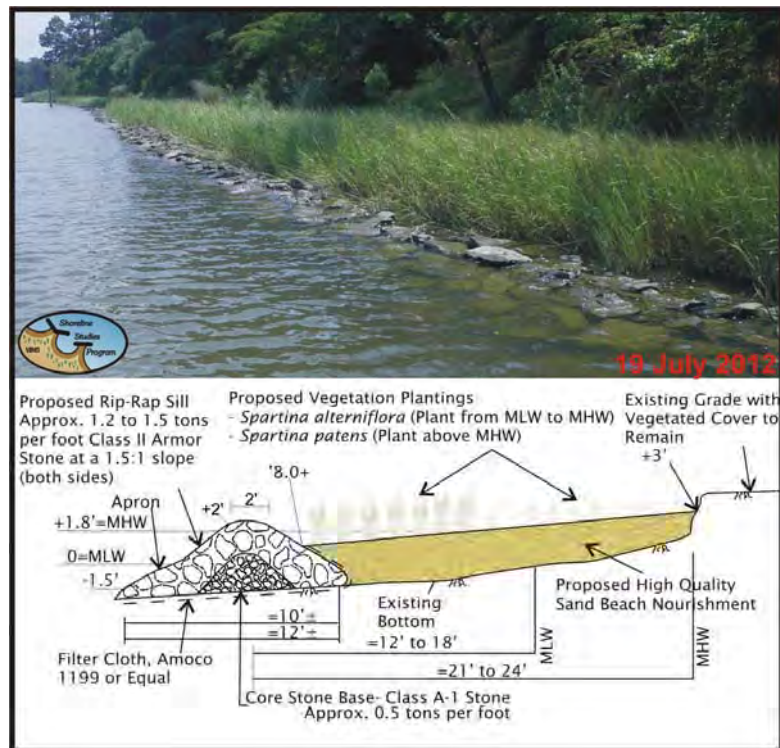 Shoreline
Studies
Program
VIMS
19 July 2012
Proposed Rip-Rap Sill
Approx. 1.2 to 1.5 tons
per foot Class II Armor
Stone at a 1.5:1 slope
(both sides)
Proposed Vegetation Plantings
- Spartina alterniflora (Plant from MLW to MHW)
- Spartina patens (Plant above MHW)
Existing Grade with
Vegetated Cover to
Remain
+3'
'8.0+
2'
+2'
Apron
+1.8'=MHW
0=MLW
-1.5'
=10'±
=12'±
Filter Cloth, Amoco
1199 or Equal
Existing
Bottom
=12' to 18'
MLW
Proposed High Quality
Sand Beach Nourishment
MHW
=21' to 24'
Core Stone Base- Class A-1 Stone
Approx. 0.5 tons per foot